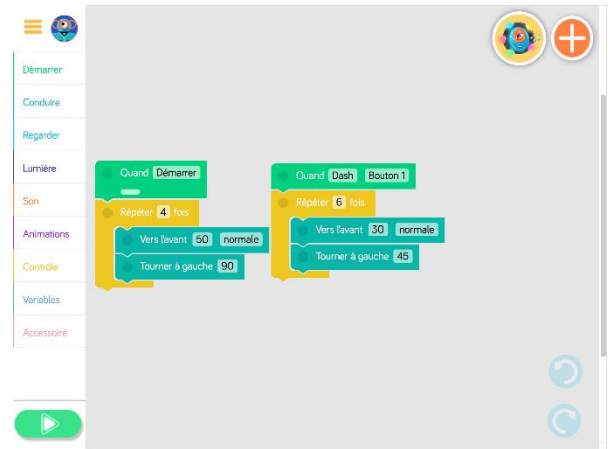 Démarrer
Conduire
Regarder
Lumière
Son
Animations
Contrôle
Variables
Accessoire
Quand Démarrer
Répéter 4 fois
Vers l'avant 50 normale
Tourner à gauche 90
Quand Dash Bouton 1
Répéter 6 fois
Vers l'avant 30 normale
Tourner à gauche 45